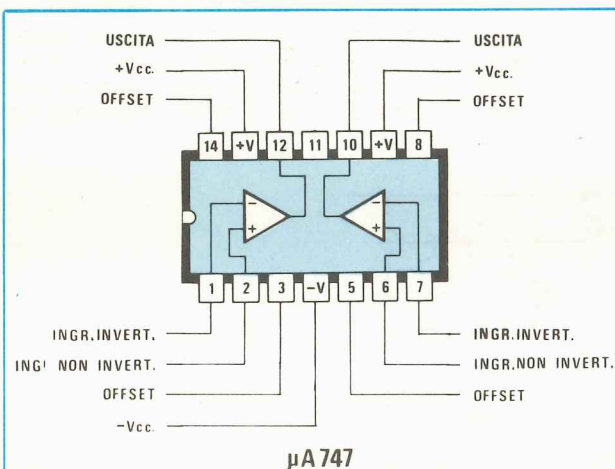 USCITA USCITA
+Vcc. +Vcc.
OFFSET OFFSET
14 +V 12 11 10 +V 8
- -
+ +
1 2 3 -V 5 6 7
INGR.INVERT. INGR.INVERT.
ING' NON INVERT. INGR.NON INVERT.
OFFSET OFFSET
-Vcc.
µA 747